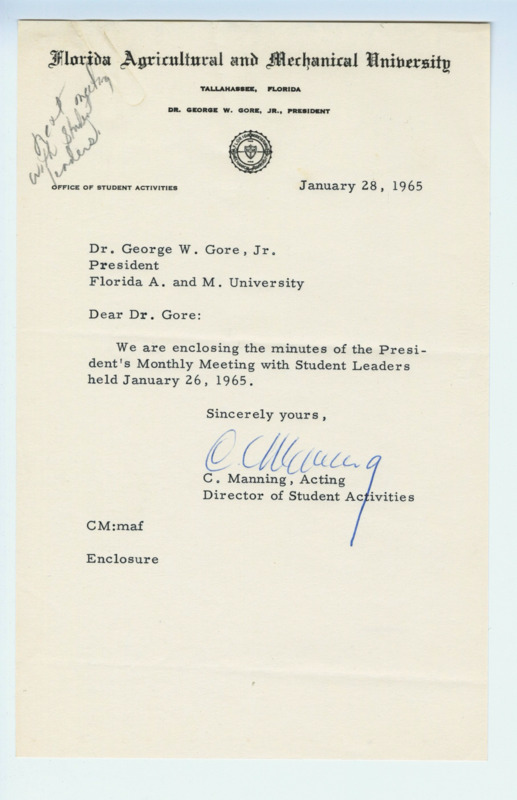 Florida Agricultural and Mechanical University
TALLAHASSEE, FLORIDA
DR. GEORGE W. GORE, JR., PRESIDENT
Next meeting
with Student
leaders
OFFICE OF STUDENT ACTIVITIES
January 28, 1965
Dr. George W. Gore, Jr.
President
Florida A. and M. University
Dear Dr. Gore:
We are enclosing the minutes of the Presi-
dent's Monthly Meeting with Student Leaders
held January 26, 1965.
Sincerely yours,
C. Manning
C. Manning, Acting
Director of Student Activities
CM:maf
Enclosure